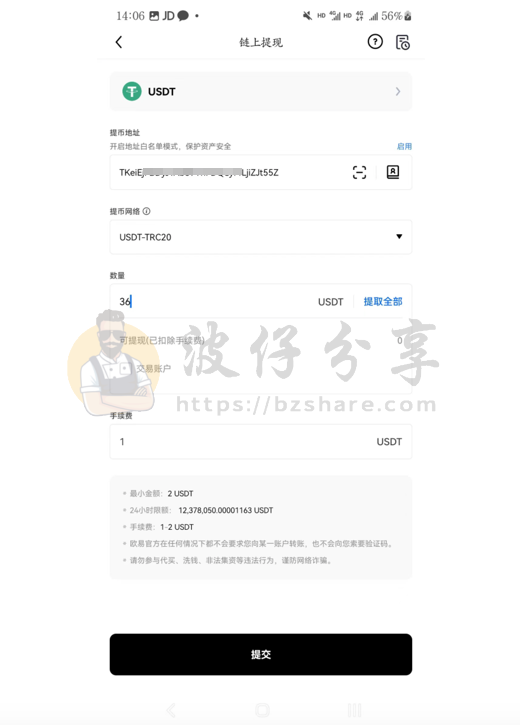 14:06 JD HD 4G HD 4G 56%
链上提现
USDT
提币地址
开启地址白名单模式，保护资产安全 启用
TKeiEj LjiZJt55Z
提币网络
USDT-TRC20
数量
36 USDT 提取全部
可提现(已扣除手续费) 0
交易账户
波仔分享
https://bzshare.com
手续费
1 USDT
最小金额： 2 USDT
24小时限额： 12,378,050.00001163 USDT
手续费： 1-2 USDT
欧易官方在任何情况下都不会要求您向某一账户转账，也不会向您索要验证码。
请勿参与代买、洗钱、非法集资等违法行为，谨防网络诈骗。
提交